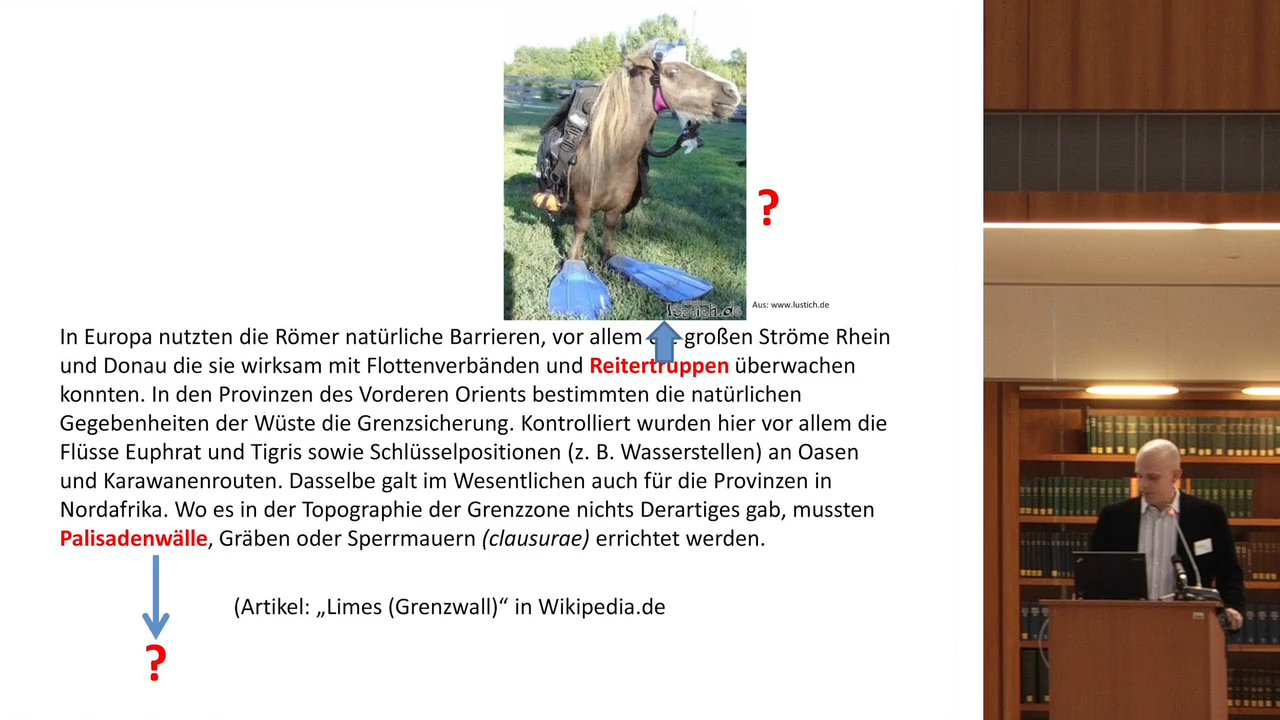 ?
lustich.de
Aus: www.lustich.de
In Europa nutzten die Römer natürliche Barrieren, vor allem großen Ströme Rhein
und Donau die sie wirksam mit Flottenverbänden und Reitertruppen überwachen
konnten. In den Provinzen des Vorderen Orients bestimmten die natürlichen
Gegebenheiten der Wüste die Grenzsicherung. Kontrolliert wurden hier vor allem die
Flüsse Euphrat und Tigris sowie Schlüsselpositionen (z. B. Wasserstellen) an Oasen
und Karawanenrouten. Dasselbe galt im Wesentlichen auch für die Provinzen in
Nordafrika. Wo es in der Topographie der Grenzzone nichts Derartiges gab, mussten
Palisadenwälle, Gräben oder Sperrmauern (clausurae) errichtet werden.
(Artikel: „Limes (Grenzwall)“ in Wikipedia.de
?